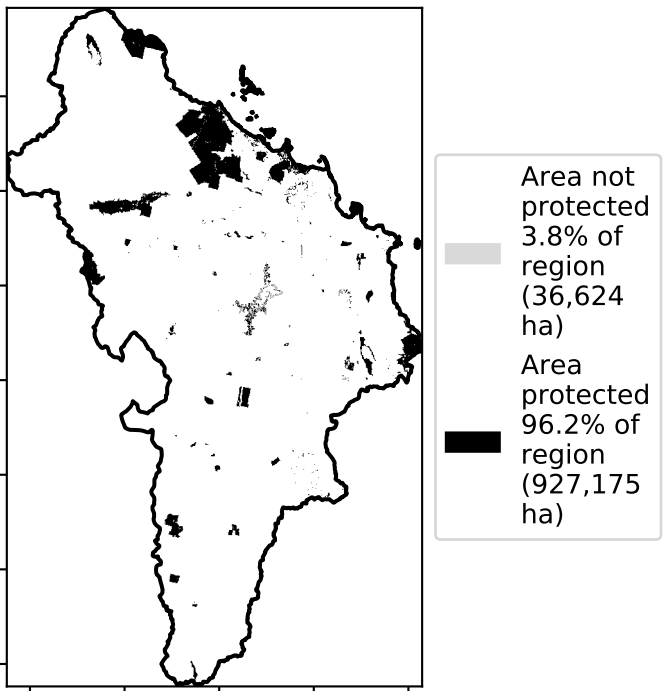 Area not
protected
3.8% of
region
(36,624
ha)
Area
protected
96.2% of
region
(927,175
ha)